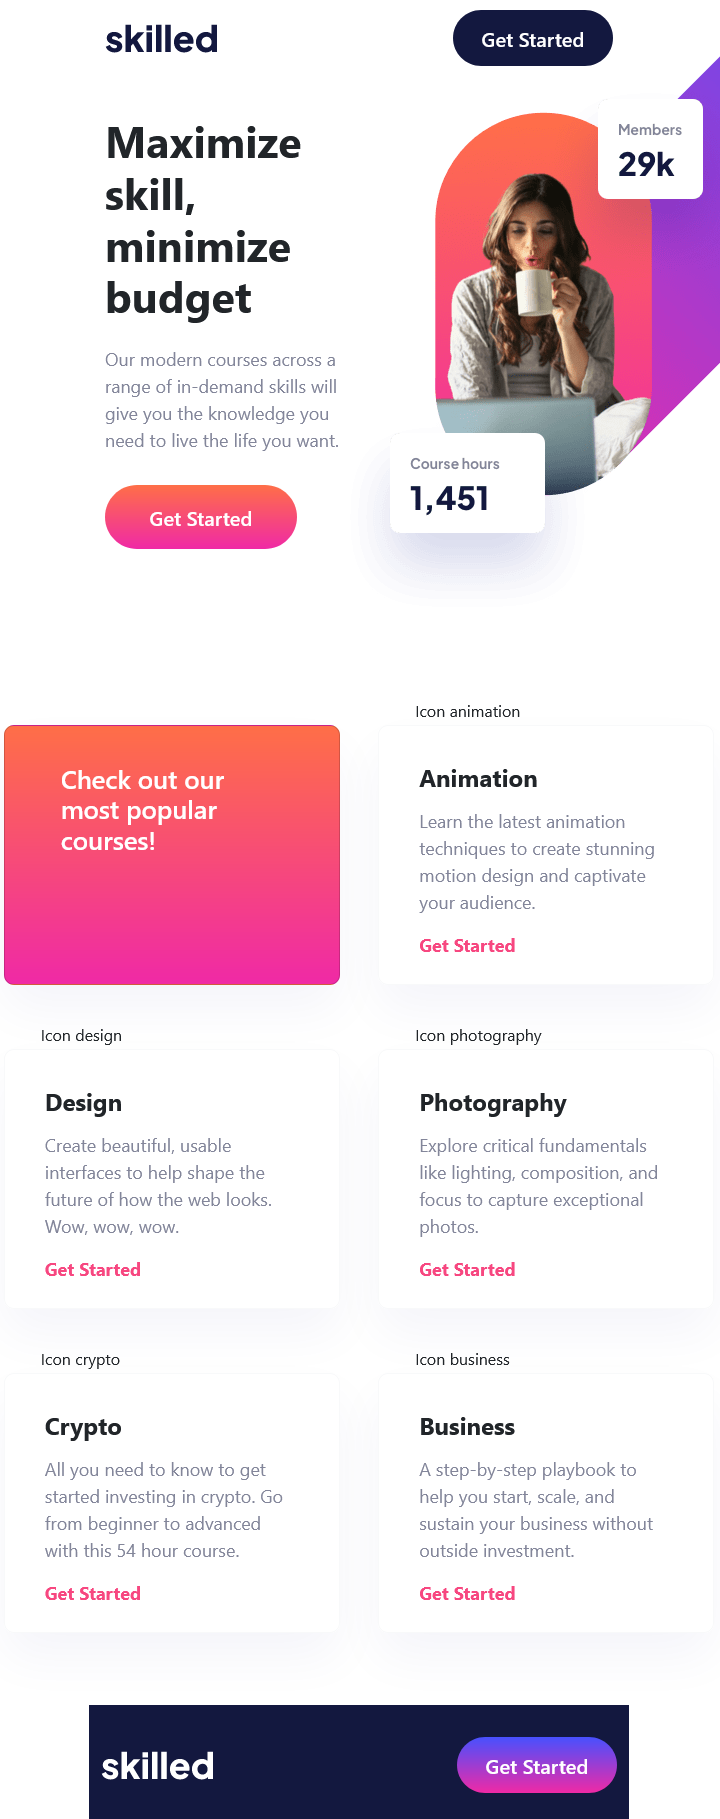 skilled
Get Started
Maximize
skill,
minimize
budget
Our modern courses across a
range of in-demand skills will
give you the knowledge you
need to live the life you want.
Get Started
Members
29k
Course hours
1,451
Check out our
most popular
courses!
Icon animation
Animation
Learn the latest animation
techniques to create stunning
motion design and captivate
your audience.
Get Started
Icon design
Design
Create beautiful, usable
interfaces to help shape the
future of how the web looks.
Wow, wow, wow.
Get Started
Icon photography
Photography
Explore critical fundamentals
like lighting, composition, and
focus to capture exceptional
photos.
Get Started
Icon crypto
Crypto
All you need to know to get
started investing in crypto. Go
from beginner to advanced
with this 54 hour course.
Get Started
Icon business
Business
A step-by-step playbook to
help you start, scale, and
sustain your business without
outside investment.
Get Started
skilled
Get Started